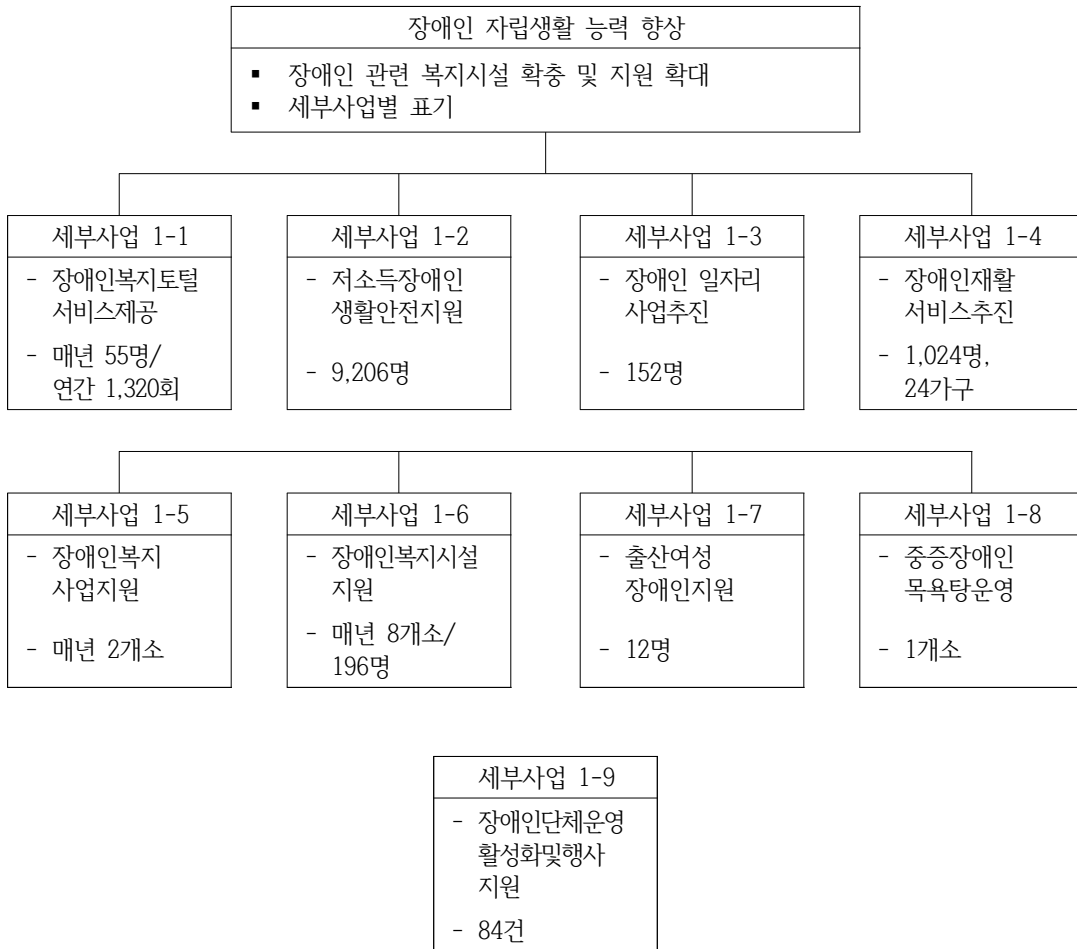 장애인 자립생활 능력 향상
▪ 장애인 관련 복지시설 확충 및 지원 확대
▪ 세부사업별 표기
세부사업 1-1
- 장애인복지토털
서비스제공
- 매년 55명/
연간 1,320회
세부사업 1-2
- 저소득장애인
생활안전지원
- 9,206명
세부사업 1-3
- 장애인 일자리
사업추진
- 152명
세부사업 1-4
- 장애인재활
서비스추진
- 1,024명,
24가구
세부사업 1-5
- 장애인복지
사업지원
- 매년 2개소
세부사업 1-6
- 장애인복지시설
지원
- 매년 8개소/
196명
세부사업 1-7
- 출산여성
장애인지원
- 12명
세부사업 1-8
- 중증장애인
목욕탕운영
- 1개소
세부사업 1-9
- 장애인단체운영
활성화및행사
지원
- 84건